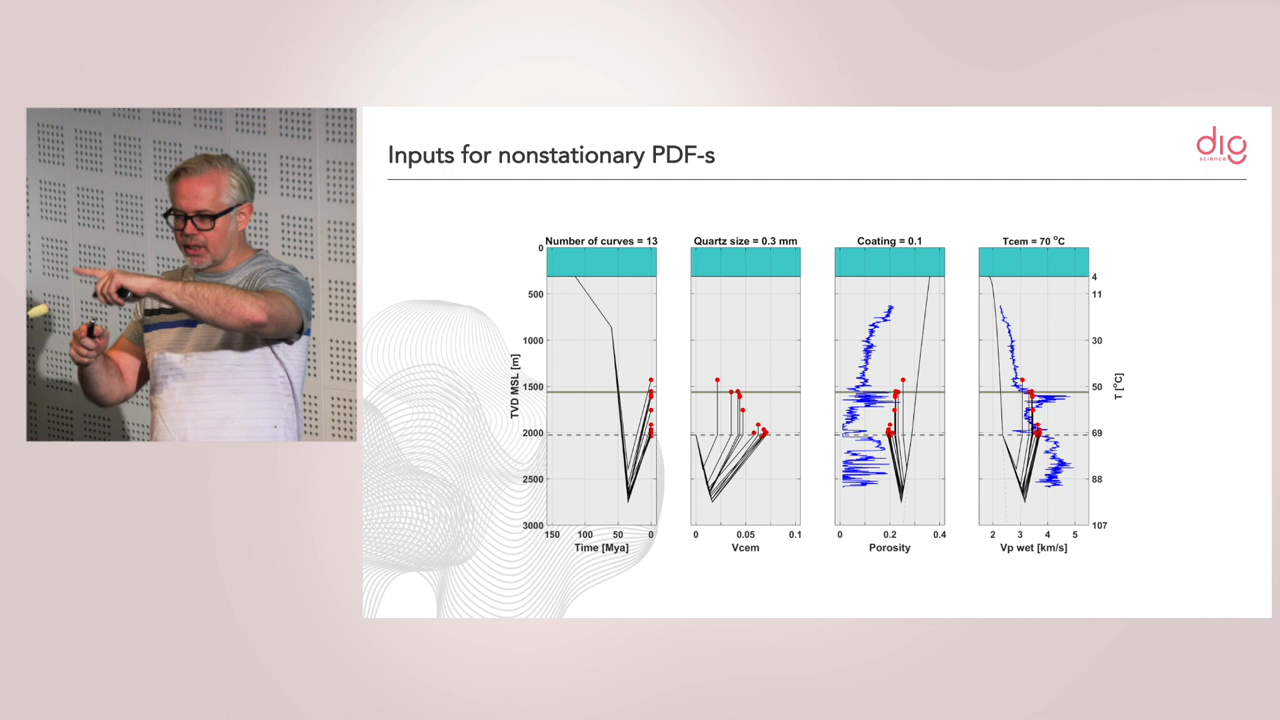 Inputs for nonstationary PDF-s
dig
science
Number of curves = 13
Quartz size = 0.3 mm
Coating = 0.1
Tcem = 70 °C
0
500
1000
1500
2000
2500
3000
TVD MSL [m]
150 100 50 0
Time [Mya]
0 0.05 0.1
Vcem
0 0.2 0.4
Porosity
2 3 4 5
Vp wet [km/s]
4
11
30
50
69
88
107
T [°C]